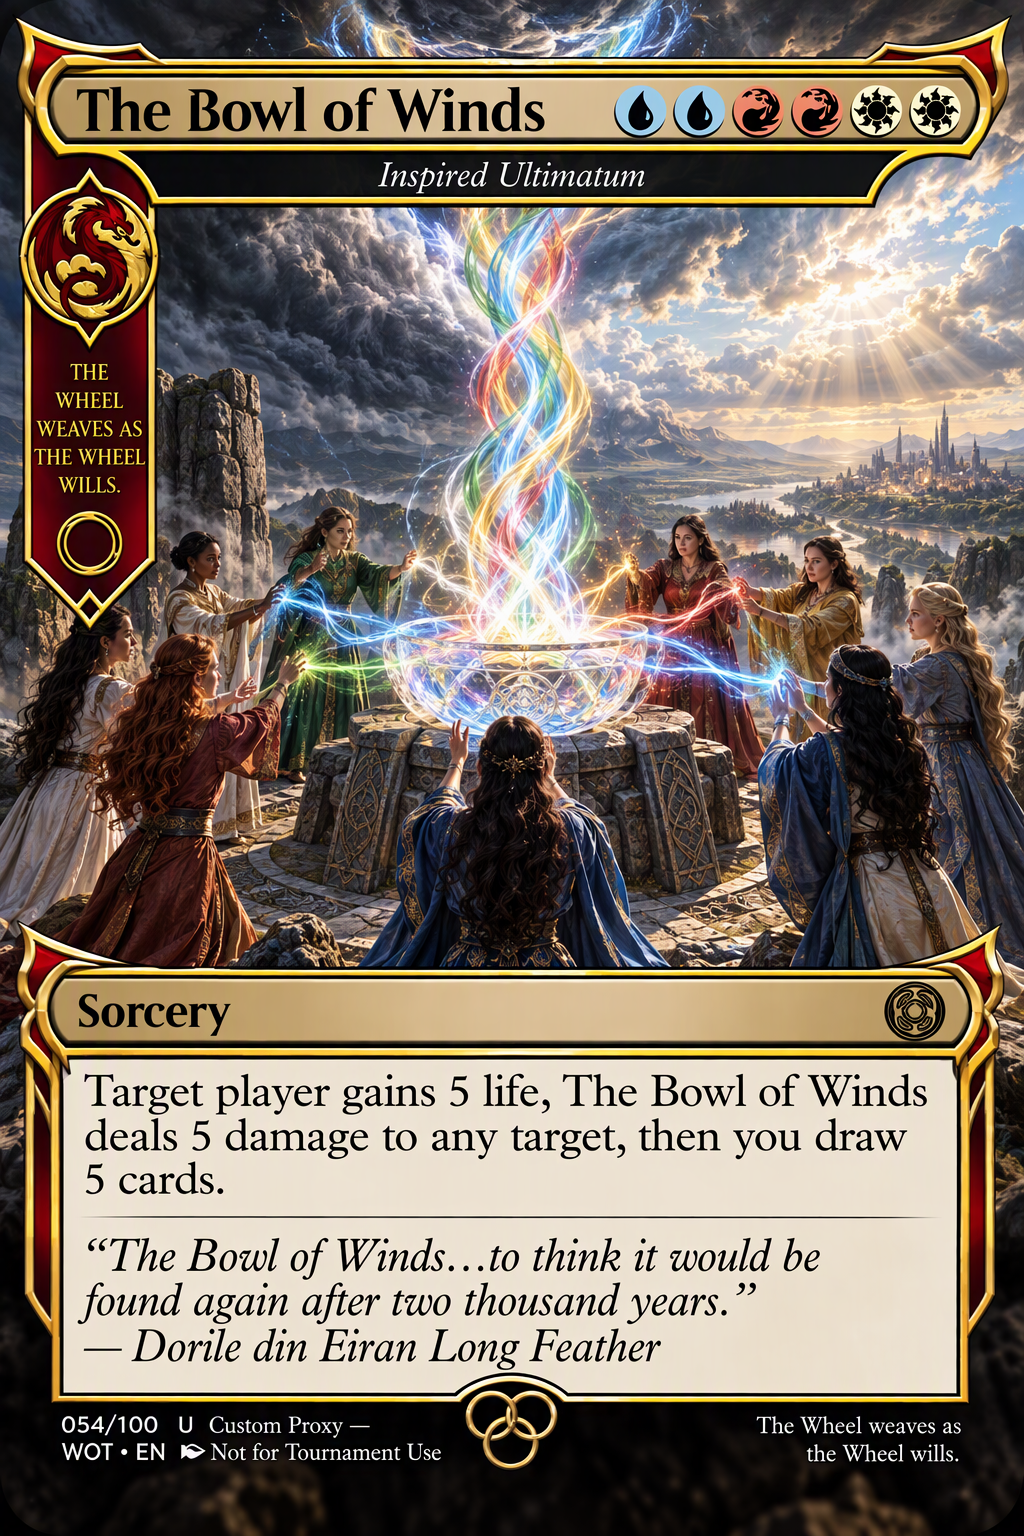 The Bowl of Winds
Inspired Ultimatum
THE
WHEEL
WEAVES AS
THE WHEEL
WILLS.
Sorcery
Target player gains 5 life, The Bowl of Winds
deals 5 damage to any target, then you draw
5 cards.
“The Bowl of Winds…to think it would be
found again after two thousand years.”
— Dorile din Eiran Long Feather
054/100 U Custom Proxy —
WOT • EN Not for Tournament Use
The Wheel weaves as
the Wheel wills.